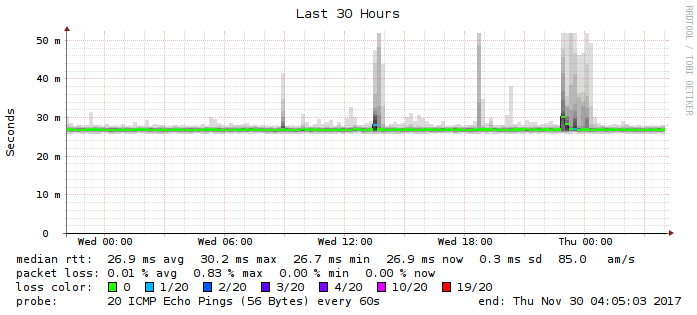 Last 30 Hours
RRDTOOL / TOBI OETIKER
Seconds
50 m
40 m
30 m
20 m
10 m
0
Wed 00:00 Wed 06:00 Wed 12:00 Wed 18:00 Thu 00:00
median rtt: 26.9 ms avg 30.2 ms max 26.7 ms min 26.9 ms now 0.3 ms sd 85.0 am/s
packet loss: 0.01 % avg 0.83 % max 0.00 % min 0.00 % now
loss color: 0 1/20 2/20 3/20 4/20 10/20 19/20
probe: 20 ICMP Echo Pings (56 Bytes) every 60s end: Thu Nov 30 04:05:03 2017